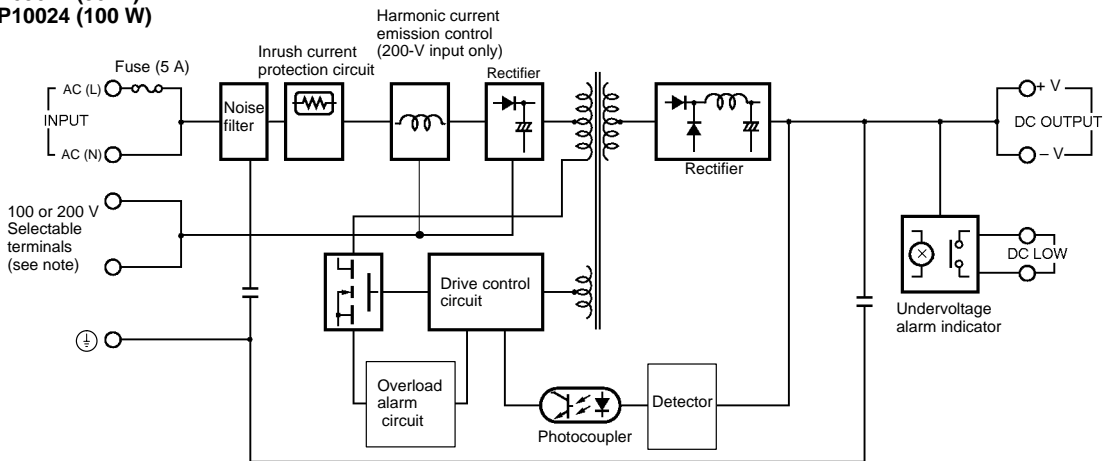 P10024 (100 W)
Harmonic current
emission control
(200-V input only)
Inrush current
protection circuit
Fuse (5 A)
Rectifier
AC (L)
INPUT
AC (N)
Noise
filter
Rectifier
+ V
DC OUTPUT
– V
100 or 200 V
Selectable
terminals
(see note)
DC LOW
Drive control
circuit
Undervoltage
alarm indicator
Overload
alarm
circuit
Detector
Photocoupler